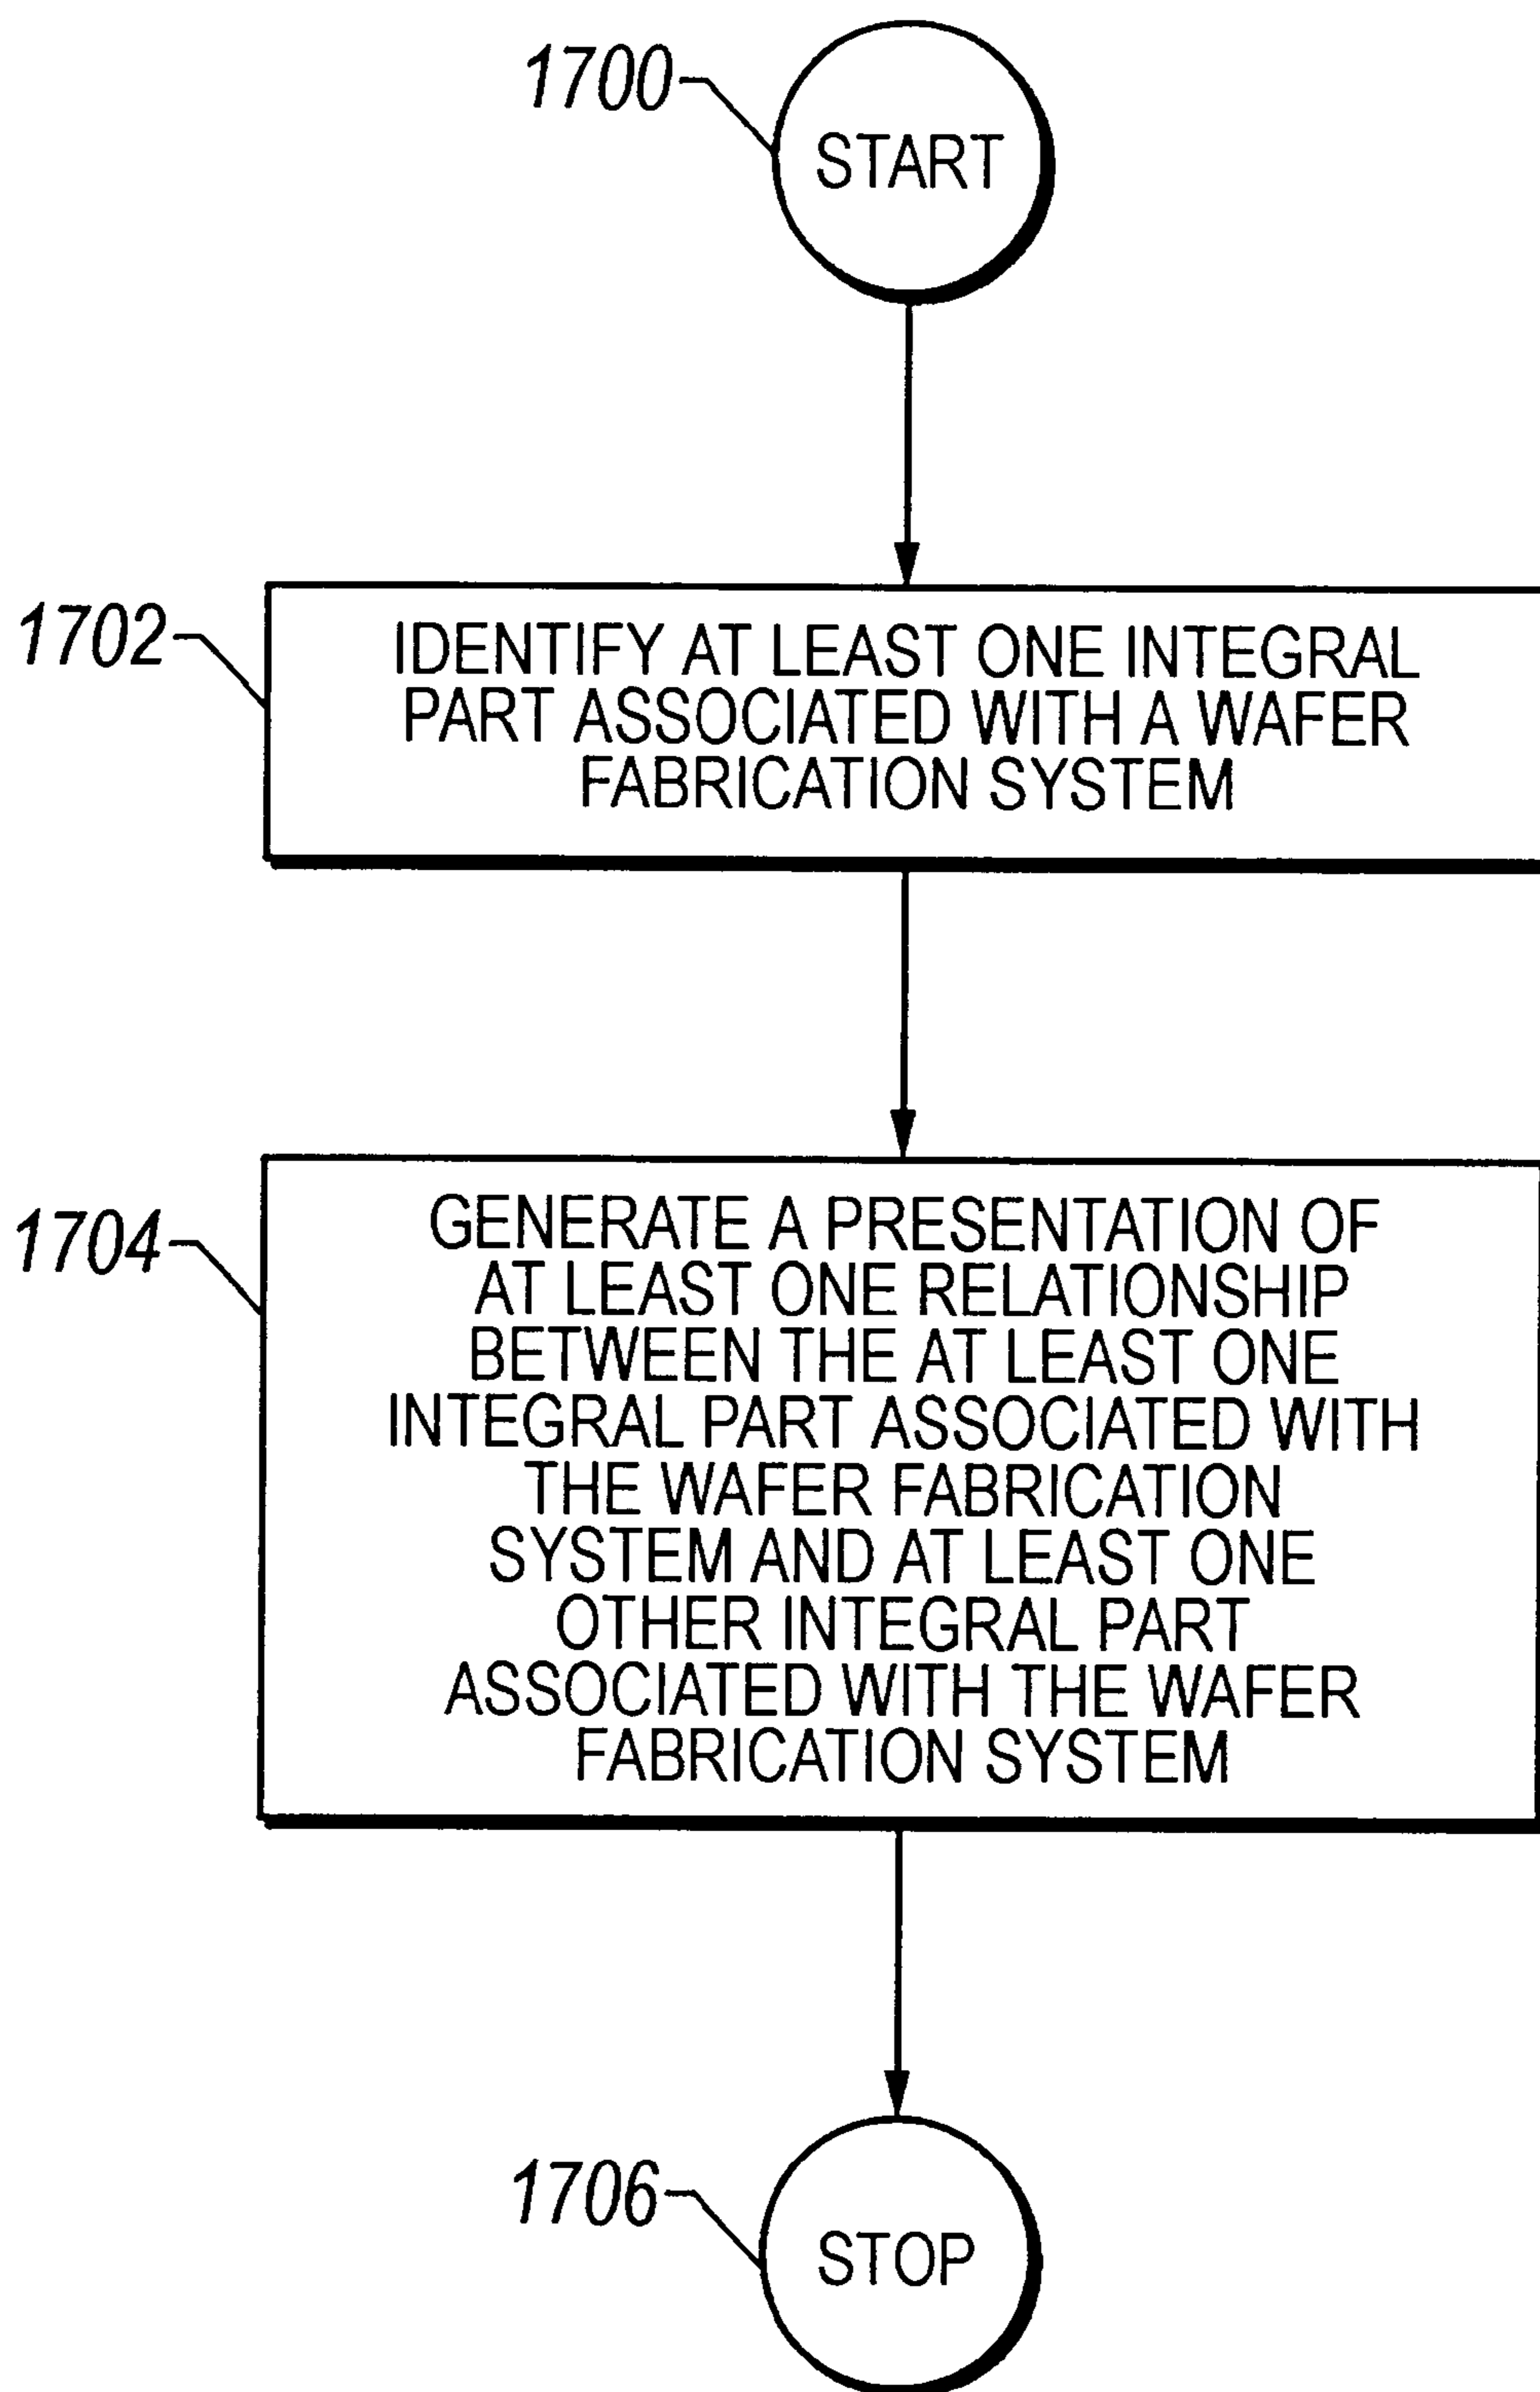 1700
START
1702
IDENTIFY AT LEAST ONE INTEGRAL
PART ASSOCIATED WITH A WAFER
FABRICATION SYSTEM
1704
GENERATE A PRESENTATION OF
AT LEAST ONE RELATIONSHIP
BETWEEN THE AT LEAST ONE
INTEGRAL PART ASSOCIATED WITH
THE WAFER FABRICATION
SYSTEM AND AT LEAST ONE
OTHER INTEGRAL PART
ASSOCIATED WITH THE WAFER
FABRICATION SYSTEM
1706
STOP